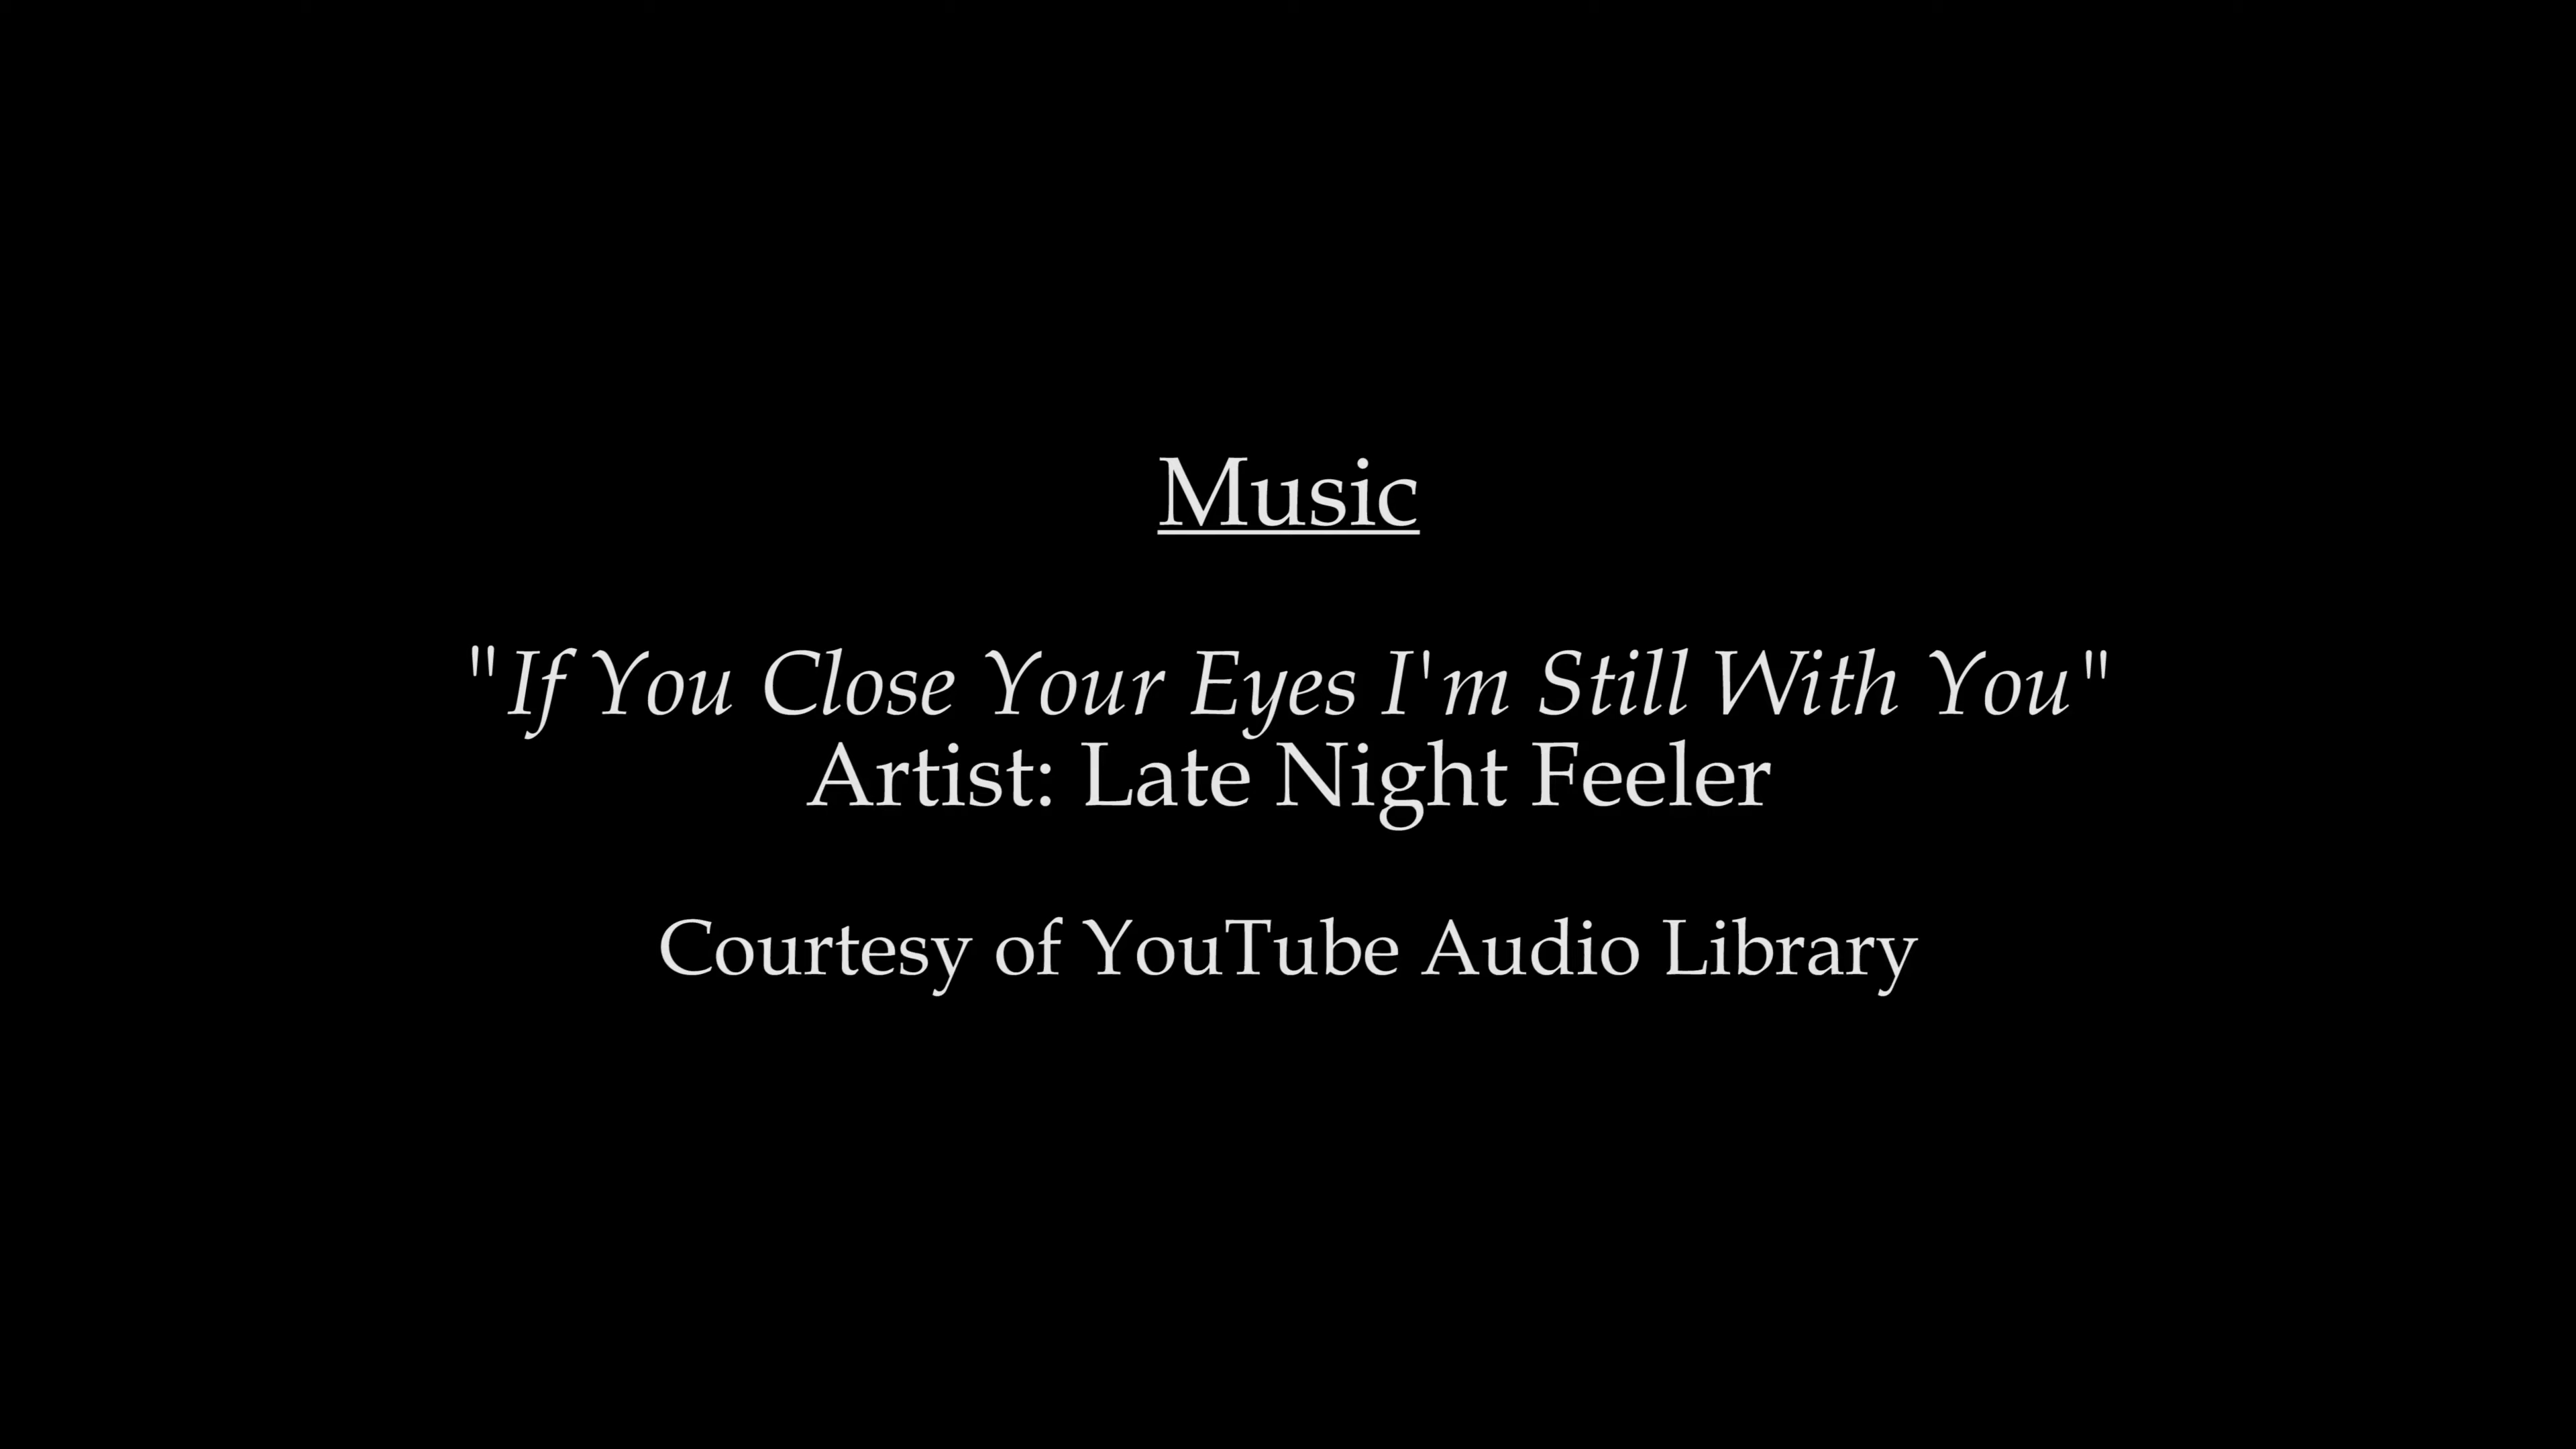 Music
"If You Close Your Eyes I'm Still With You"
Artist: Late Night Feeler
Courtesy of YouTube Audio Library